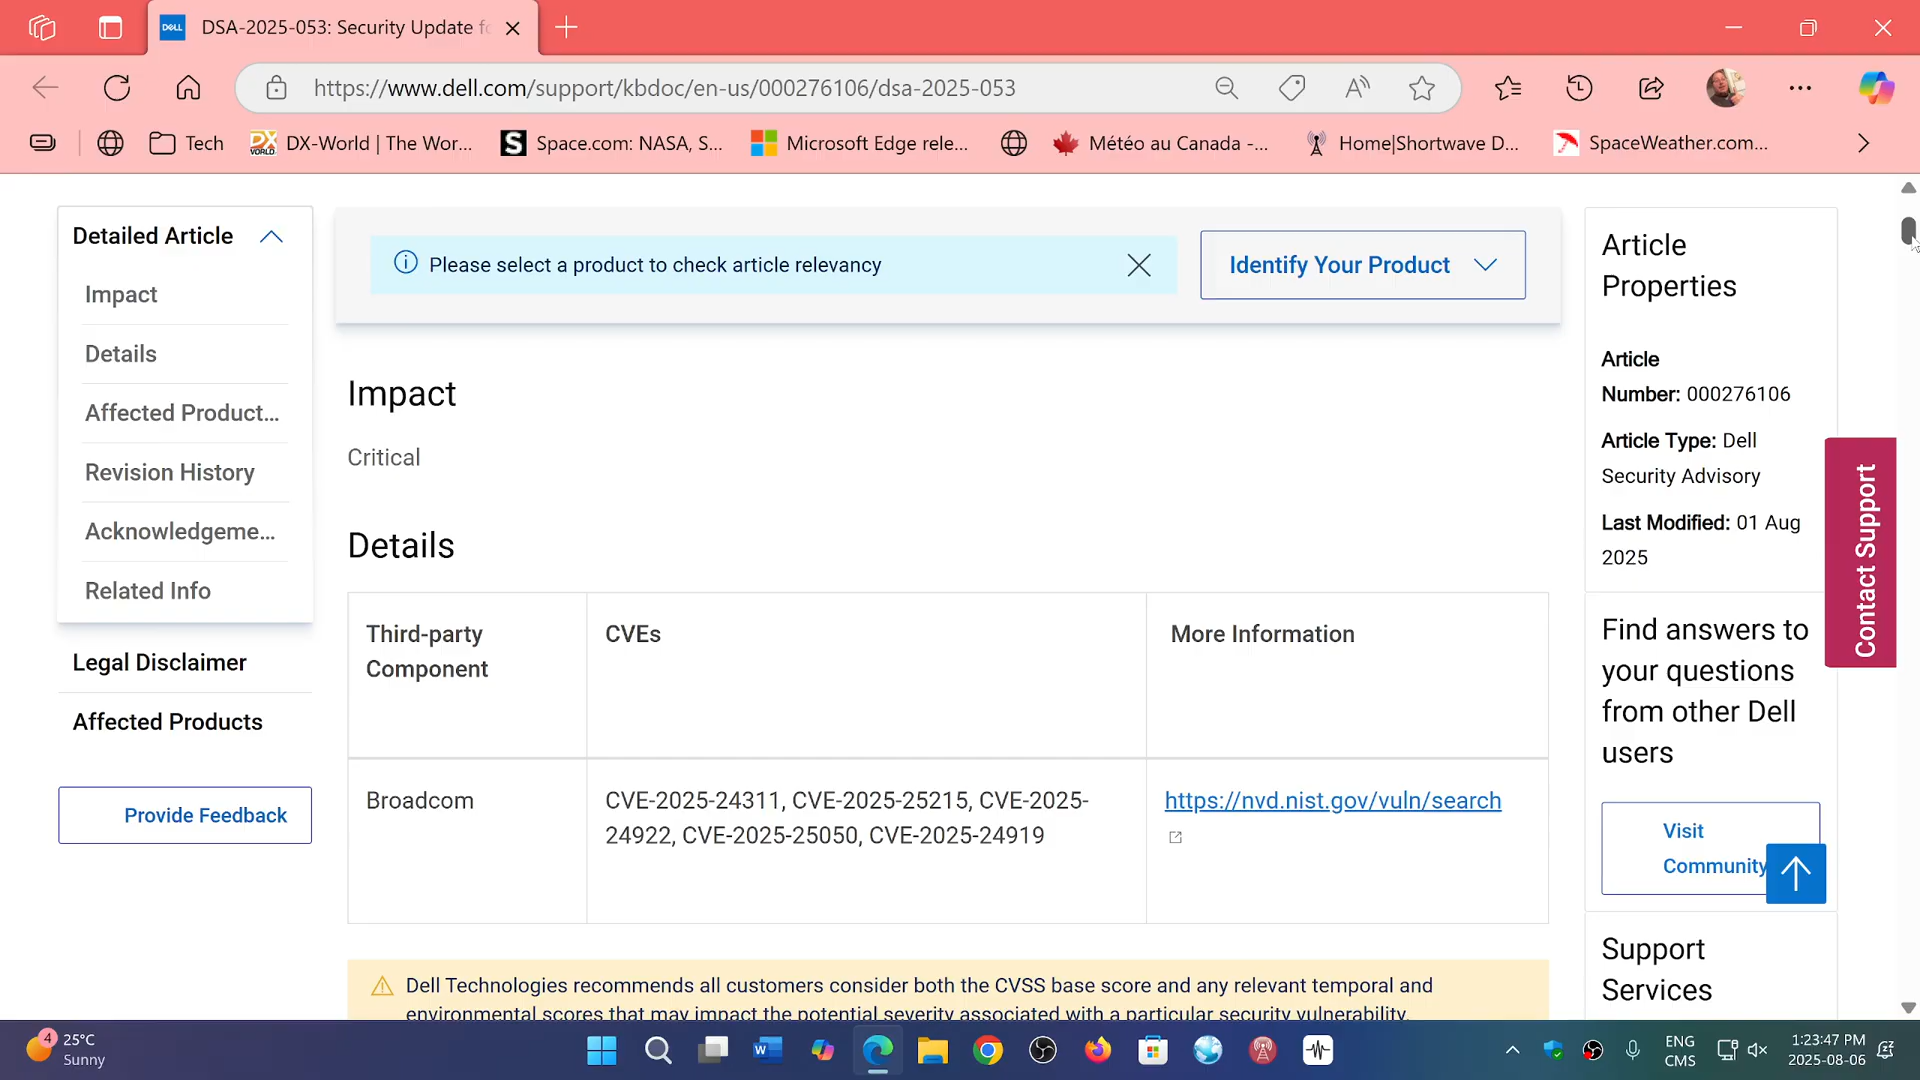 DELL
DSA-2025-053: Security Update fo
https://www.dell.com/support/kbdoc/en-us/000276106/dsa-2025-053
Tech
DX WORLD
DX-World | The Wor...
S
Space.com: NASA, S...
Microsoft Edge rele...
Météo au Canada -...
Home|Shortwave D...
SpaceWeather.com...
Detailed Article
Impact
Details
Affected Product...
Revision History
Acknowledgeme...
Related Info
Legal Disclaimer
Affected Products
Provide Feedback
Please select a product to check article relevancy
Identify Your Product
Impact
Critical
Details
Third-party
Component
CVEs
More Information
Broadcom
CVE-2025-24311, CVE-2025-25215, CVE-2025-
24922, CVE-2025-25050, CVE-2025-24919
https://nvd.nist.gov/vuln/search
Dell Technologies recommends all customers consider both the CVSS base score and any relevant temporal and
environmental scores that may impact the potential severity associated with a particular security vulnerability.
Article
Properties
Article
Number: 000276106
Article Type: Dell
Security Advisory
Last Modified: 01 Aug
2025
Find answers to
your questions
from other Dell
users
Visit
Community
Support
Services
Contact Support
4
25°C
Sunny
ENG
CMS
1:23:47 PM
2025-08-06